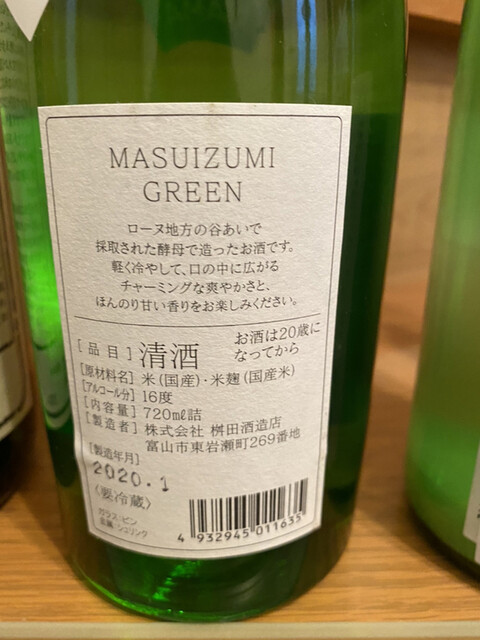 MASUIZUMI
GREEN
ローヌ地方の谷あいで
採取された酵母で造ったお酒です。
軽く冷やして、口の中に広がる
チャーミングな爽やかさと、
ほんのり甘い香りをお楽しみください。
[品目] 清酒 お酒は20歳に
なってから
[原材料名] 米(国産)・米麹(国産米)
[アルコール分] 16度
[内容量] 720mℓ詰
[製造者] 株式会社 桝田酒造店
富山市東岩瀬町269番地
[製造年月]
2020.1
〈要冷蔵〉
ガラス:ビン
金属:シュリンク
4 932945 011635